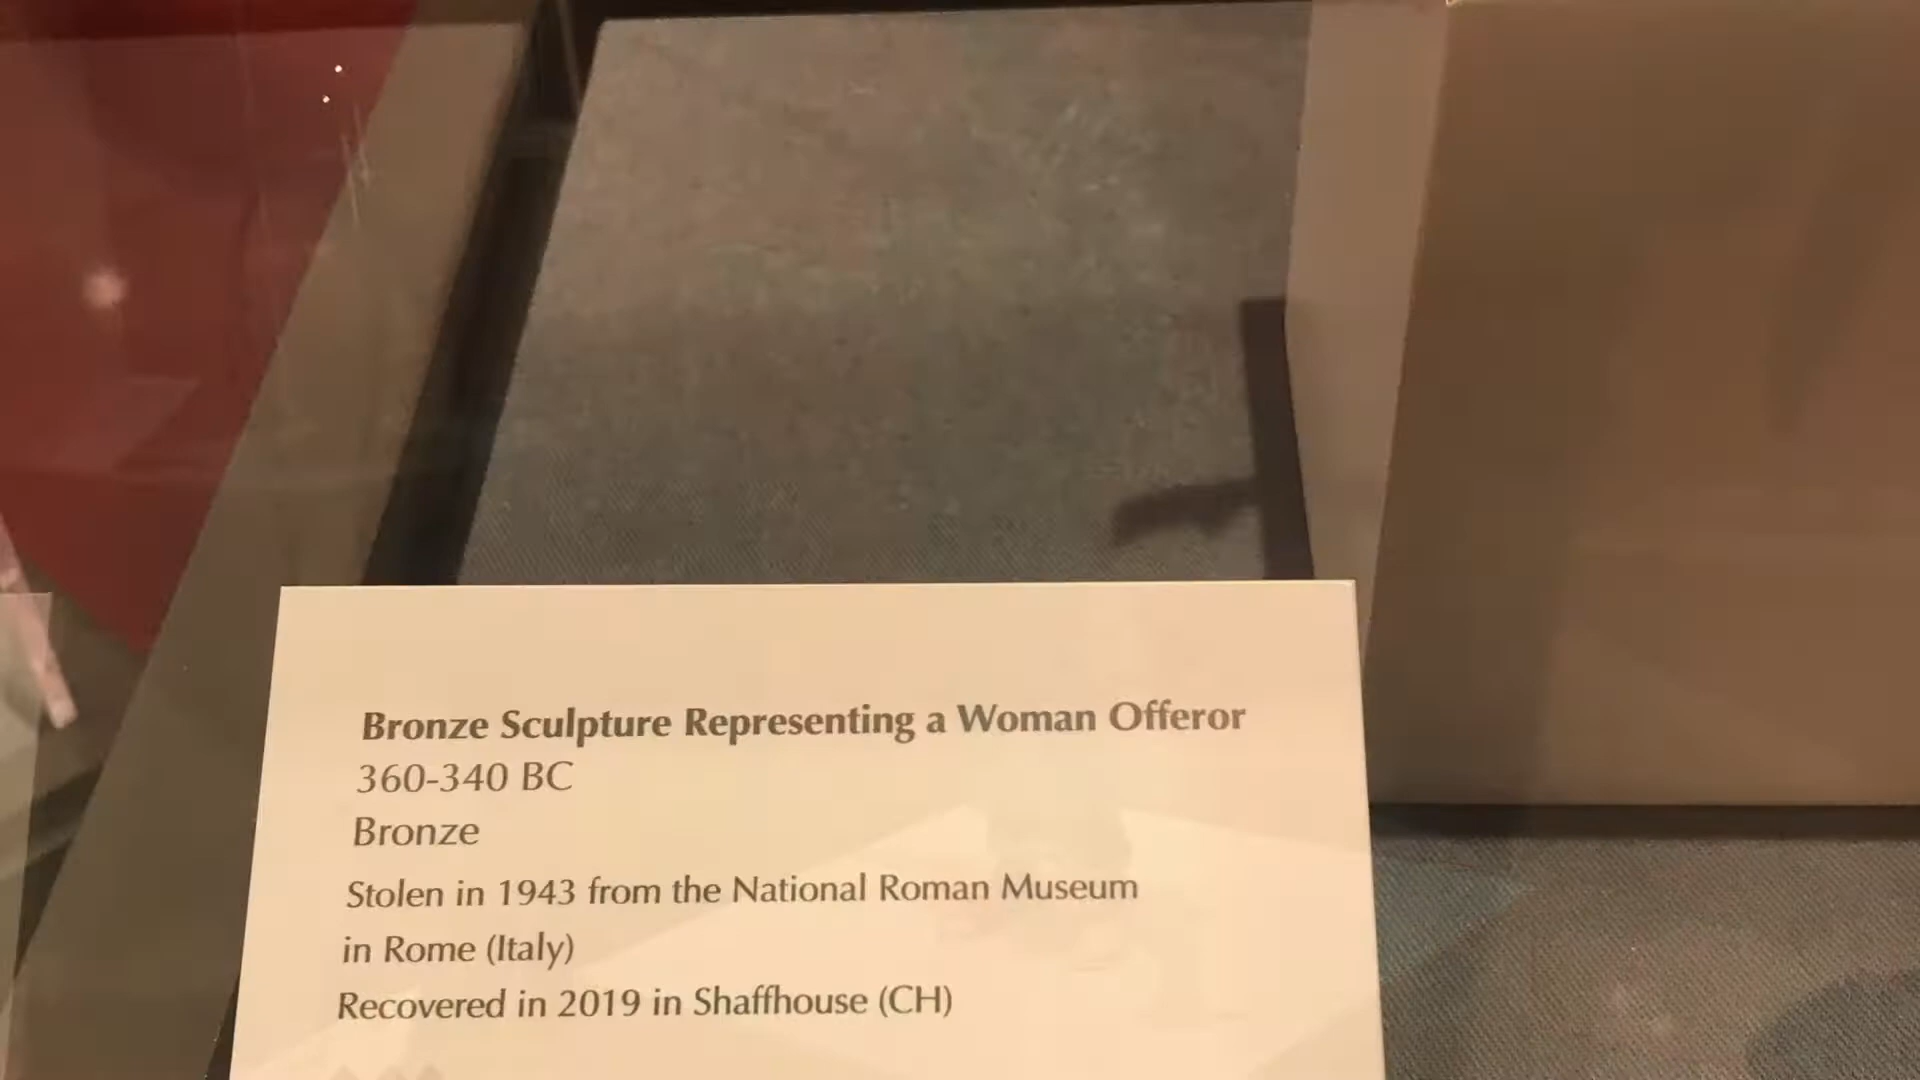 Bronze Sculpture Representing a Woman Offeror
360-340 BC
Bronze
Stolen in 1943 from the National Roman Museum
in Rome (Italy)
Recovered in 2019 in Shaffhouse (CH)